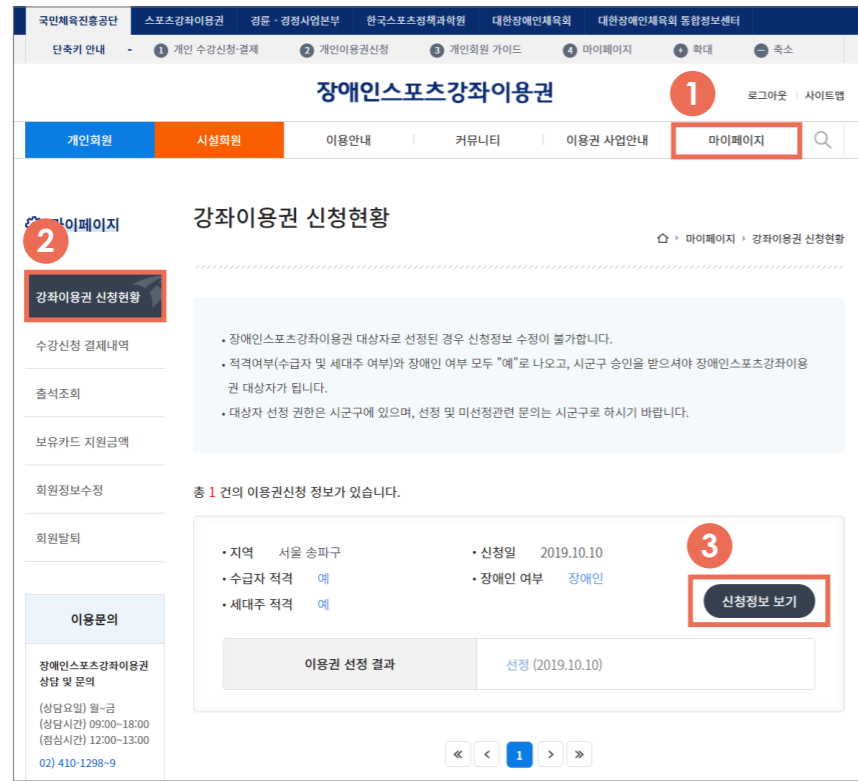 국민체육진흥공단 스포츠강좌이용권 경륜·경정사업본부 한국스포츠정책과학원 대한장애인체육회 대한장애인체육회 통합정보센터
단축키 안내 - 1 개인 수강신청·결제 2 개인이용권신청 3 개인회원 가이드 4 마이페이지 + 확대 − 축소
장애인스포츠강좌이용권
1
로그아웃 사이트맵
개인회원 시설회원 이용안내 커뮤니티 이용권 사업안내 마이페이지
마이페이지
2
강좌이용권 신청현황
마이페이지 강좌이용권 신청현황
강좌이용권 신청현황
수강신청 결제내역
출석조회
보유카드 지원금액
회원정보수정
회원탈퇴
• 장애인스포츠강좌이용권 대상자로 선정된 경우 신청정보 수정이 불가합니다.
• 적격여부(수급자 및 세대주 여부)와 장애인 여부 모두 "예"로 나오고, 시군구 승인을 받으셔야 장애인스포츠강좌이용
권 대상자가 됩니다.
• 대상자 선정 권한은 시군구에 있으며, 선정 및 미선정관련 문의는 시군구로 하시기 바랍니다.
총 1 건의 이용권신청 정보가 있습니다.
• 지역 서울 송파구 • 신청일 2019.10.10
• 수급자 적격 예 • 장애인 여부 장애인
• 세대주 적격 예
3
신청정보 보기
이용권 선정 결과 선정 (2019.10.10)
« < 1 > »
이용문의
장애인스포츠강좌이용권
상담 및 문의
(상담요일) 월~금
(상담시간) 09:00~18:00
(점심시간) 12:00~13:00
02) 410-1298~9